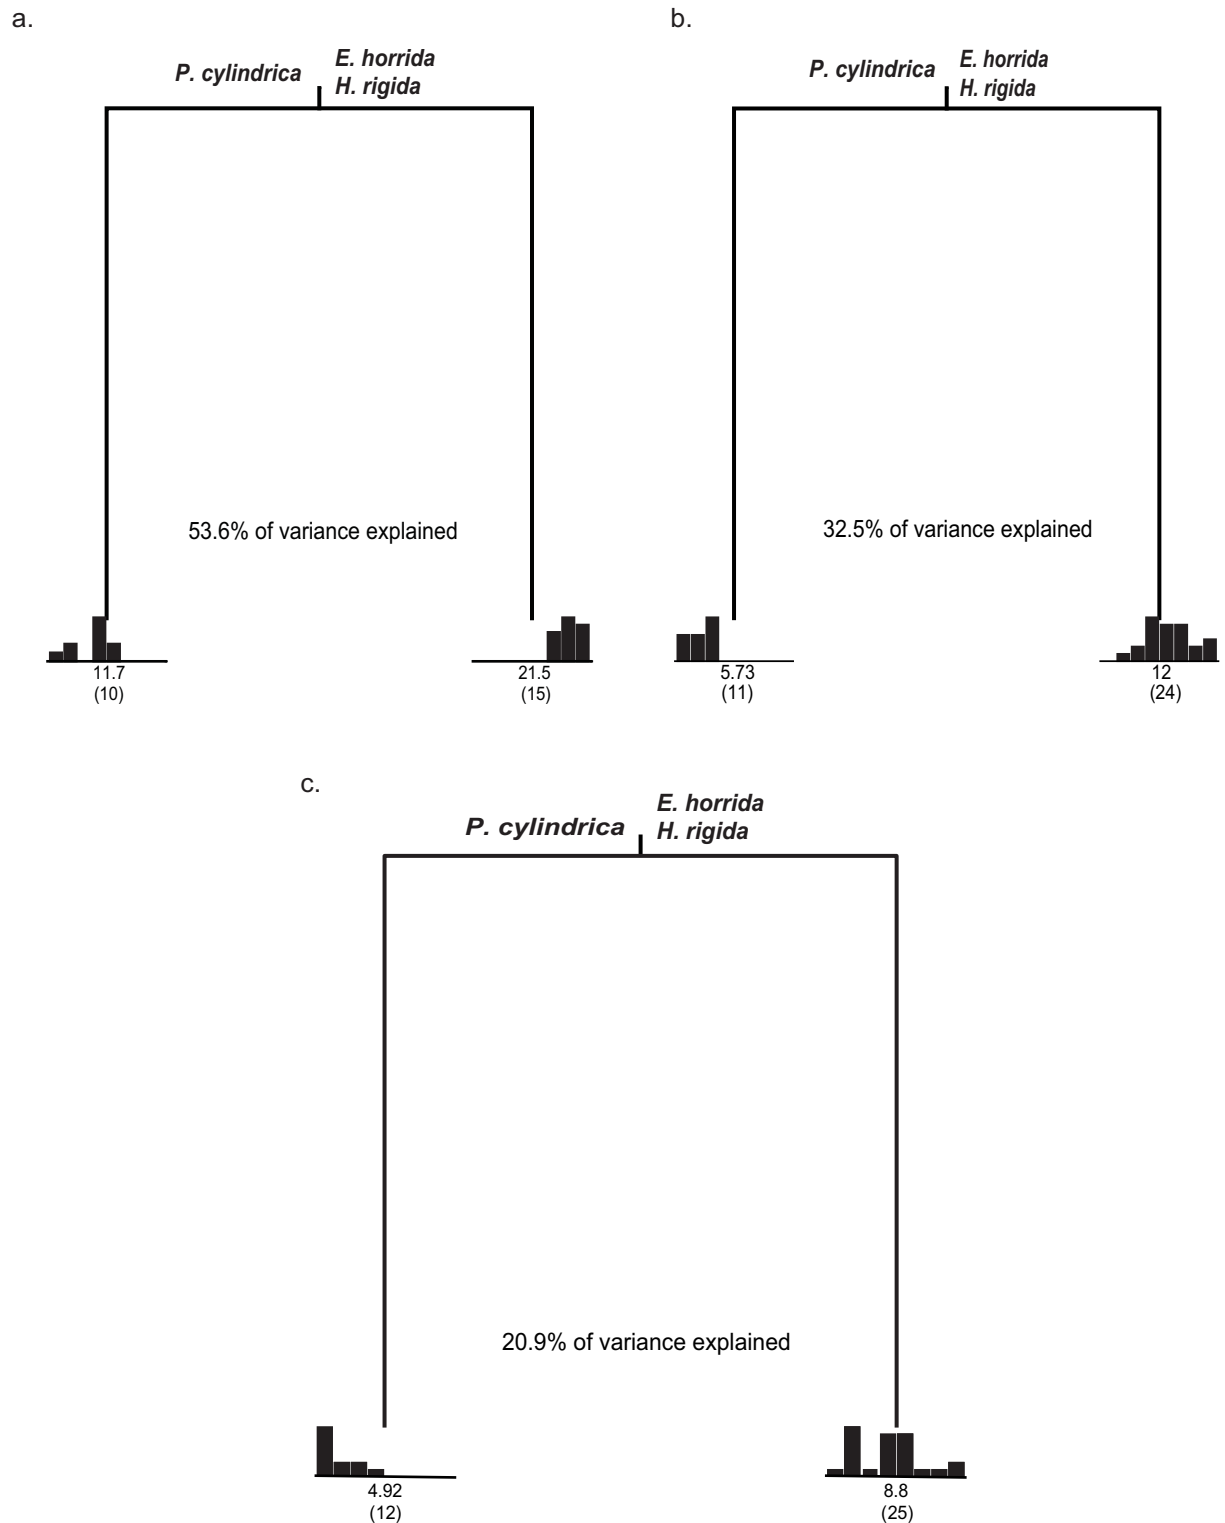 a.
P. cylindrica
E. horrida
H. rigida
53.6% of variance explained
11.7
(10)
21.5
(15)
b.
P. cylindrica
E. horrida
H. rigida
32.5% of variance explained
5.73
(11)
12
(24)
c.
P. cylindrica
E. horrida
H. rigida
20.9% of variance explained
4.92
(12)
8.8
(25)